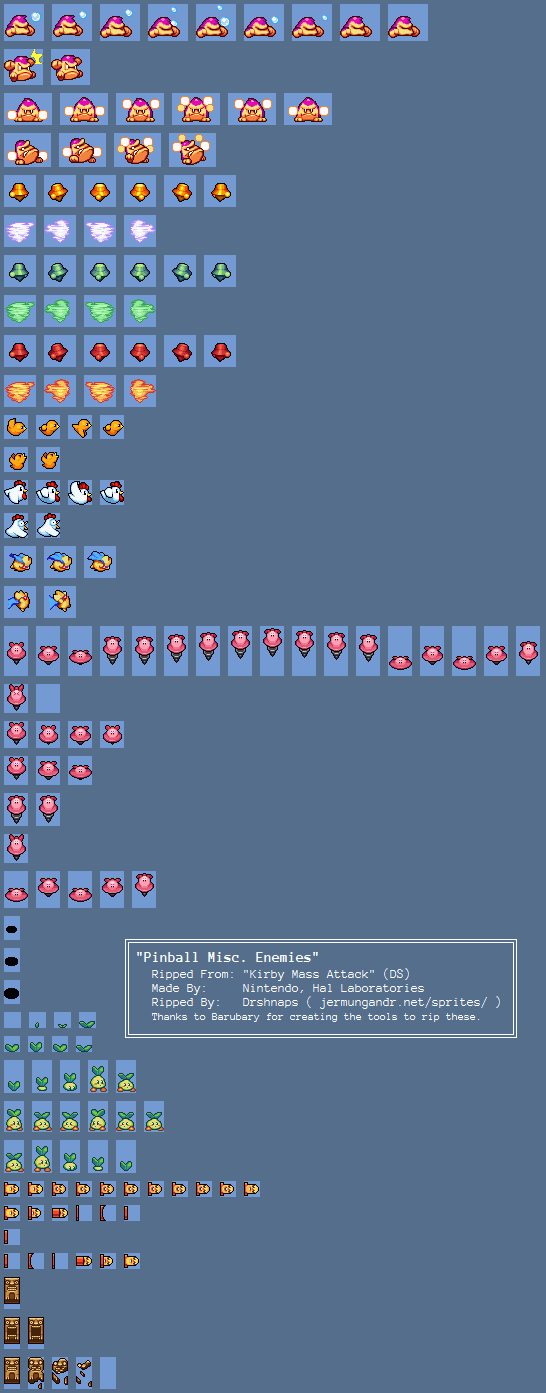 "Pinball Misc. Enemies"
Ripped From: "Kirby Mass Attack" (DS)
Made By: Nintendo, Hal Laboratories
Ripped By: Drshnaps ( jermungandr.net/sprites/ )
Thanks to Barubary for creating the tools to rip these.